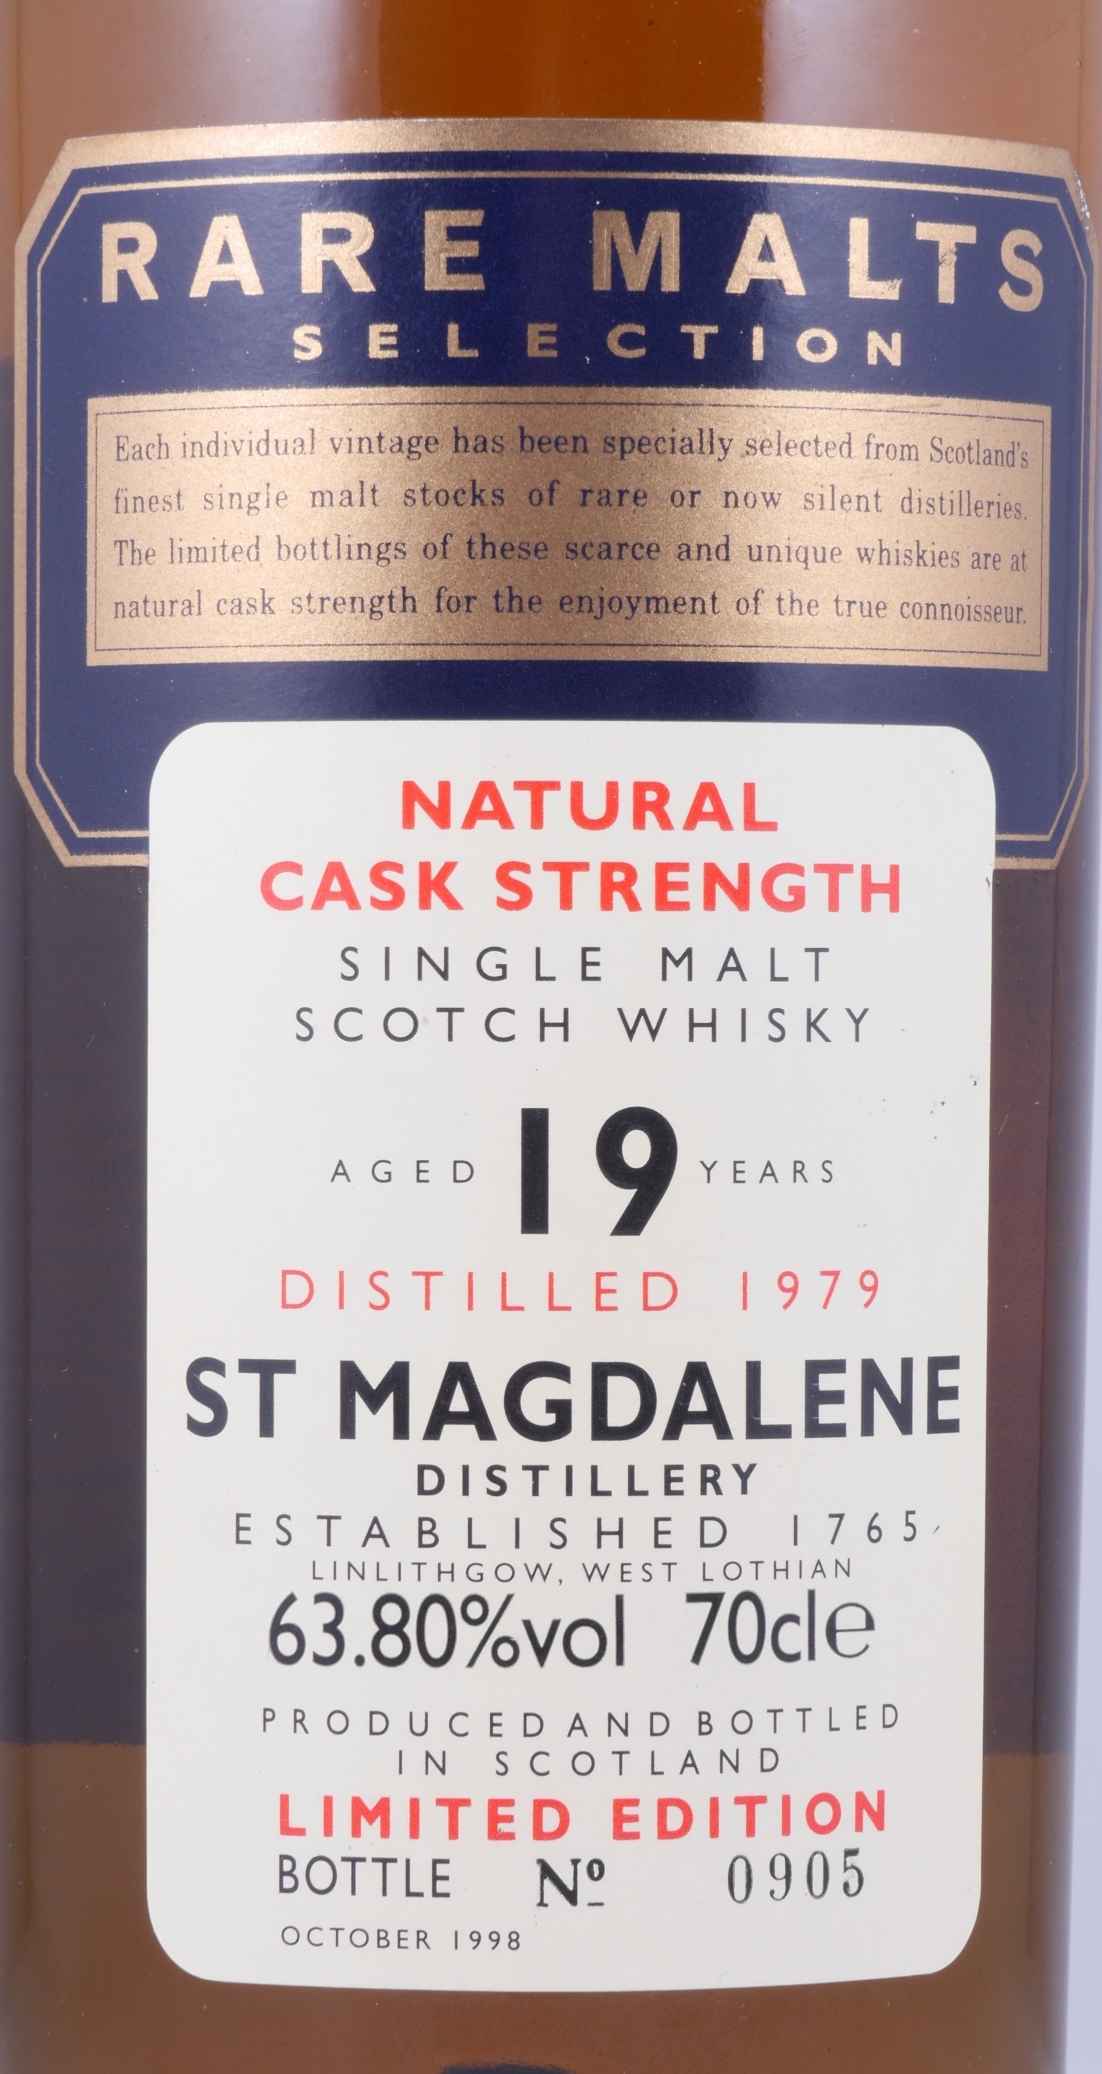 RARE MALTS
SELECTION
Each individual vintage has been specially selected from Scotland's
finest single malt stocks of rare or now silent distilleries.
The limited bottlings of these scarce and unique whiskies are at
natural cask strength for the enjoyment of the true connoisseur.
NATURAL
CASK STRENGTH
SINGLE MALT
SCOTCH WHISKY
AGED 19 YEARS
DISTILLED 1979
ST MAGDALENE
DISTILLERY
ESTABLISHED 1765
LINLITHGOW, WEST LOTHIAN
63.80%vol 70cle
PRODUCED AND BOTTLED
IN SCOTLAND
LIMITED EDITION
BOTTLE Nº 0905
OCTOBER 1998